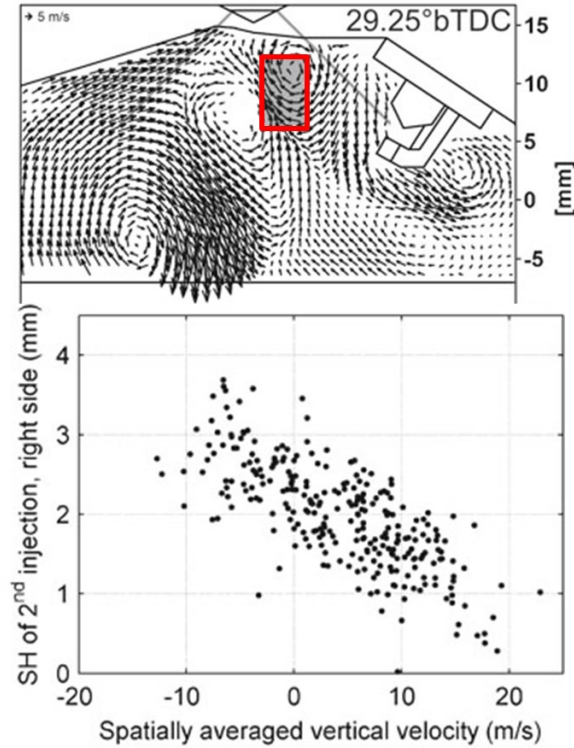 5 m/s
29.25°bTDC
15
10
5
0
-5
[mm]
SH of 2nd injection, right side (mm)
4
3
2
1
0
-20 -10 0 10 20
Spatially averaged vertical velocity (m/s)